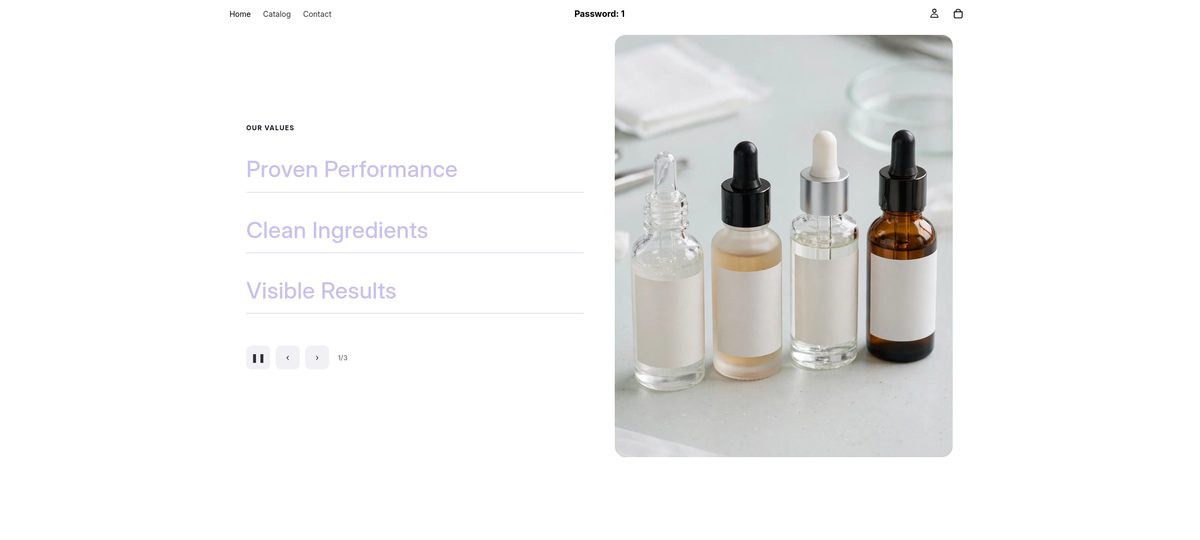 Home Catalog Contact
Password: 1
OUR VALUES
Proven Performance
Clean Ingredients
Visible Results
1/3